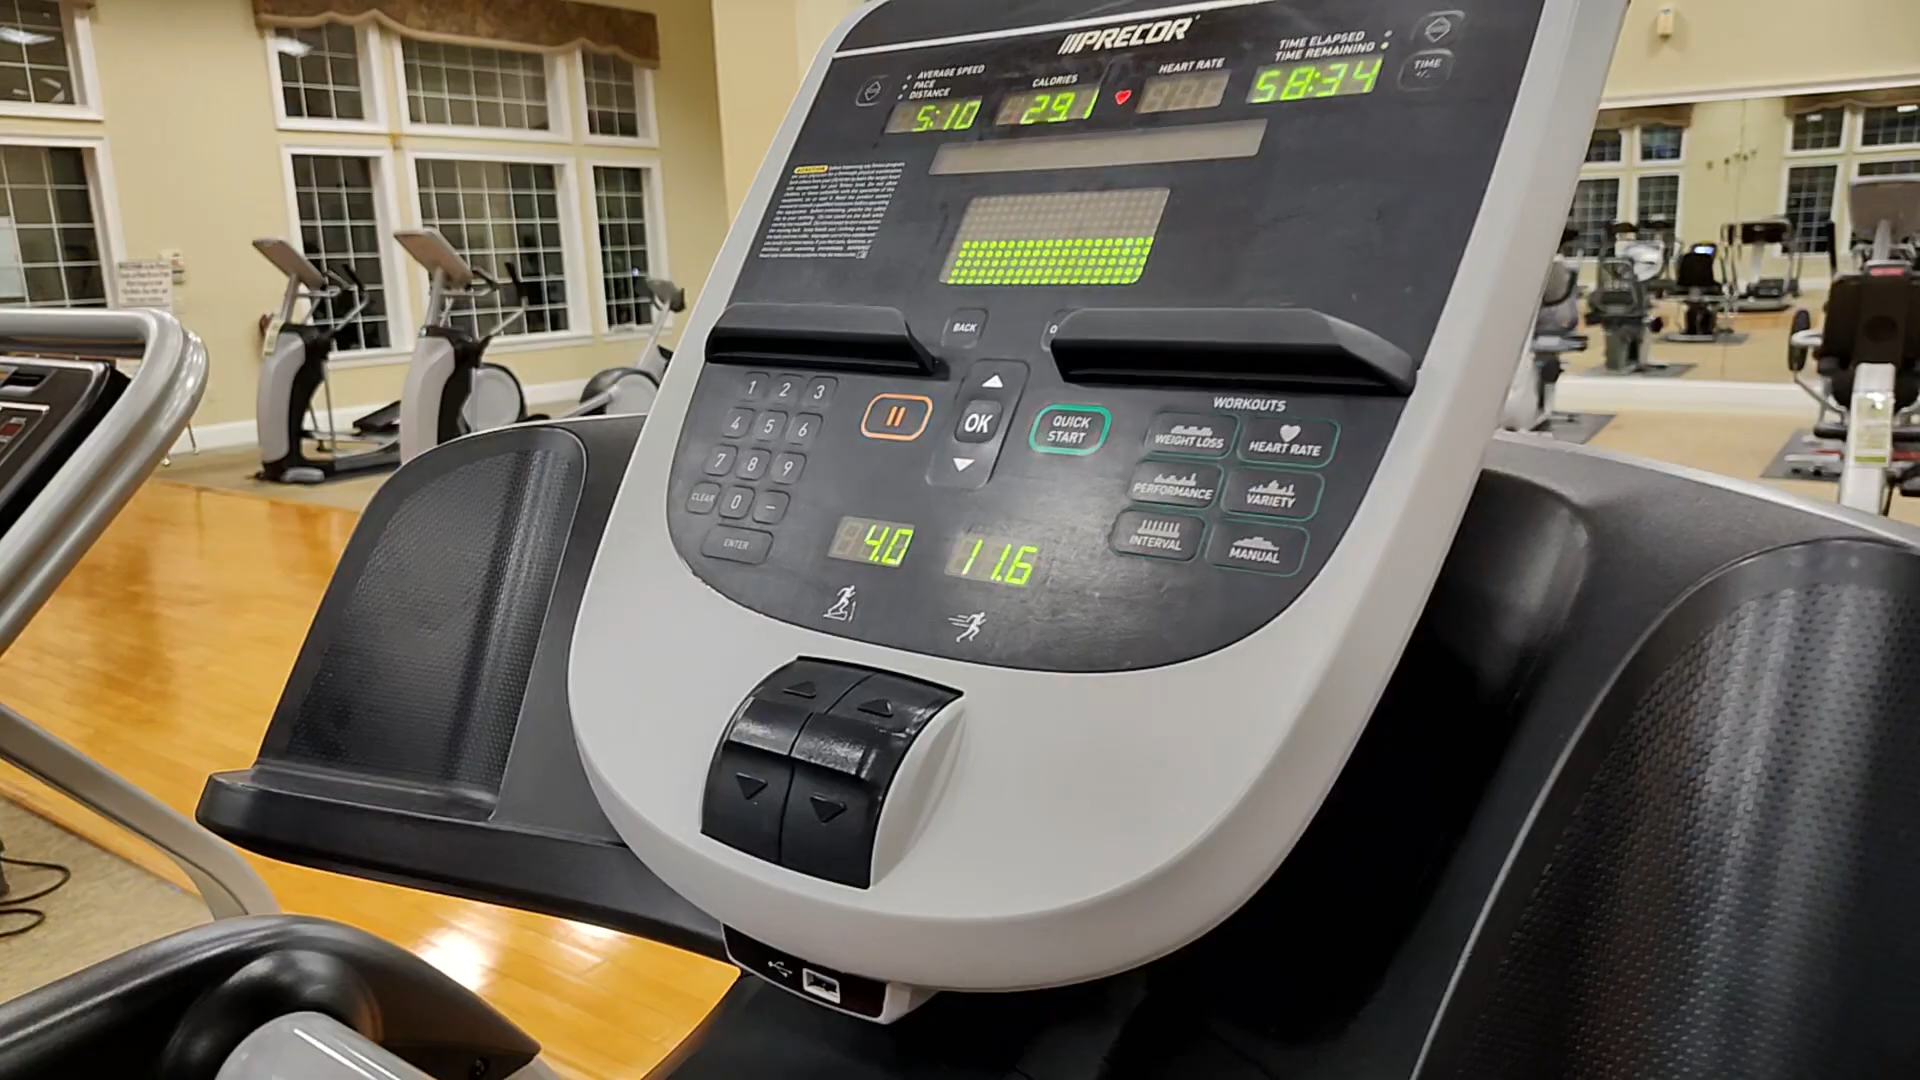 PRECOR
AVERAGE SPEED
PACE
DISTANCE
CALORIES
HEART RATE
TIME ELAPSED
TIME REMAINING
TIME
5:10
291
58:34
BACK
1 2 3
4 5 6
7 8 9
CLEAR 0
ENTER
OK
QUICK
START
WORKOUTS
WEIGHT LOSS
HEART RATE
PERFORMANCE
VARIETY
INTERVAL
MANUAL
4.0
11.6